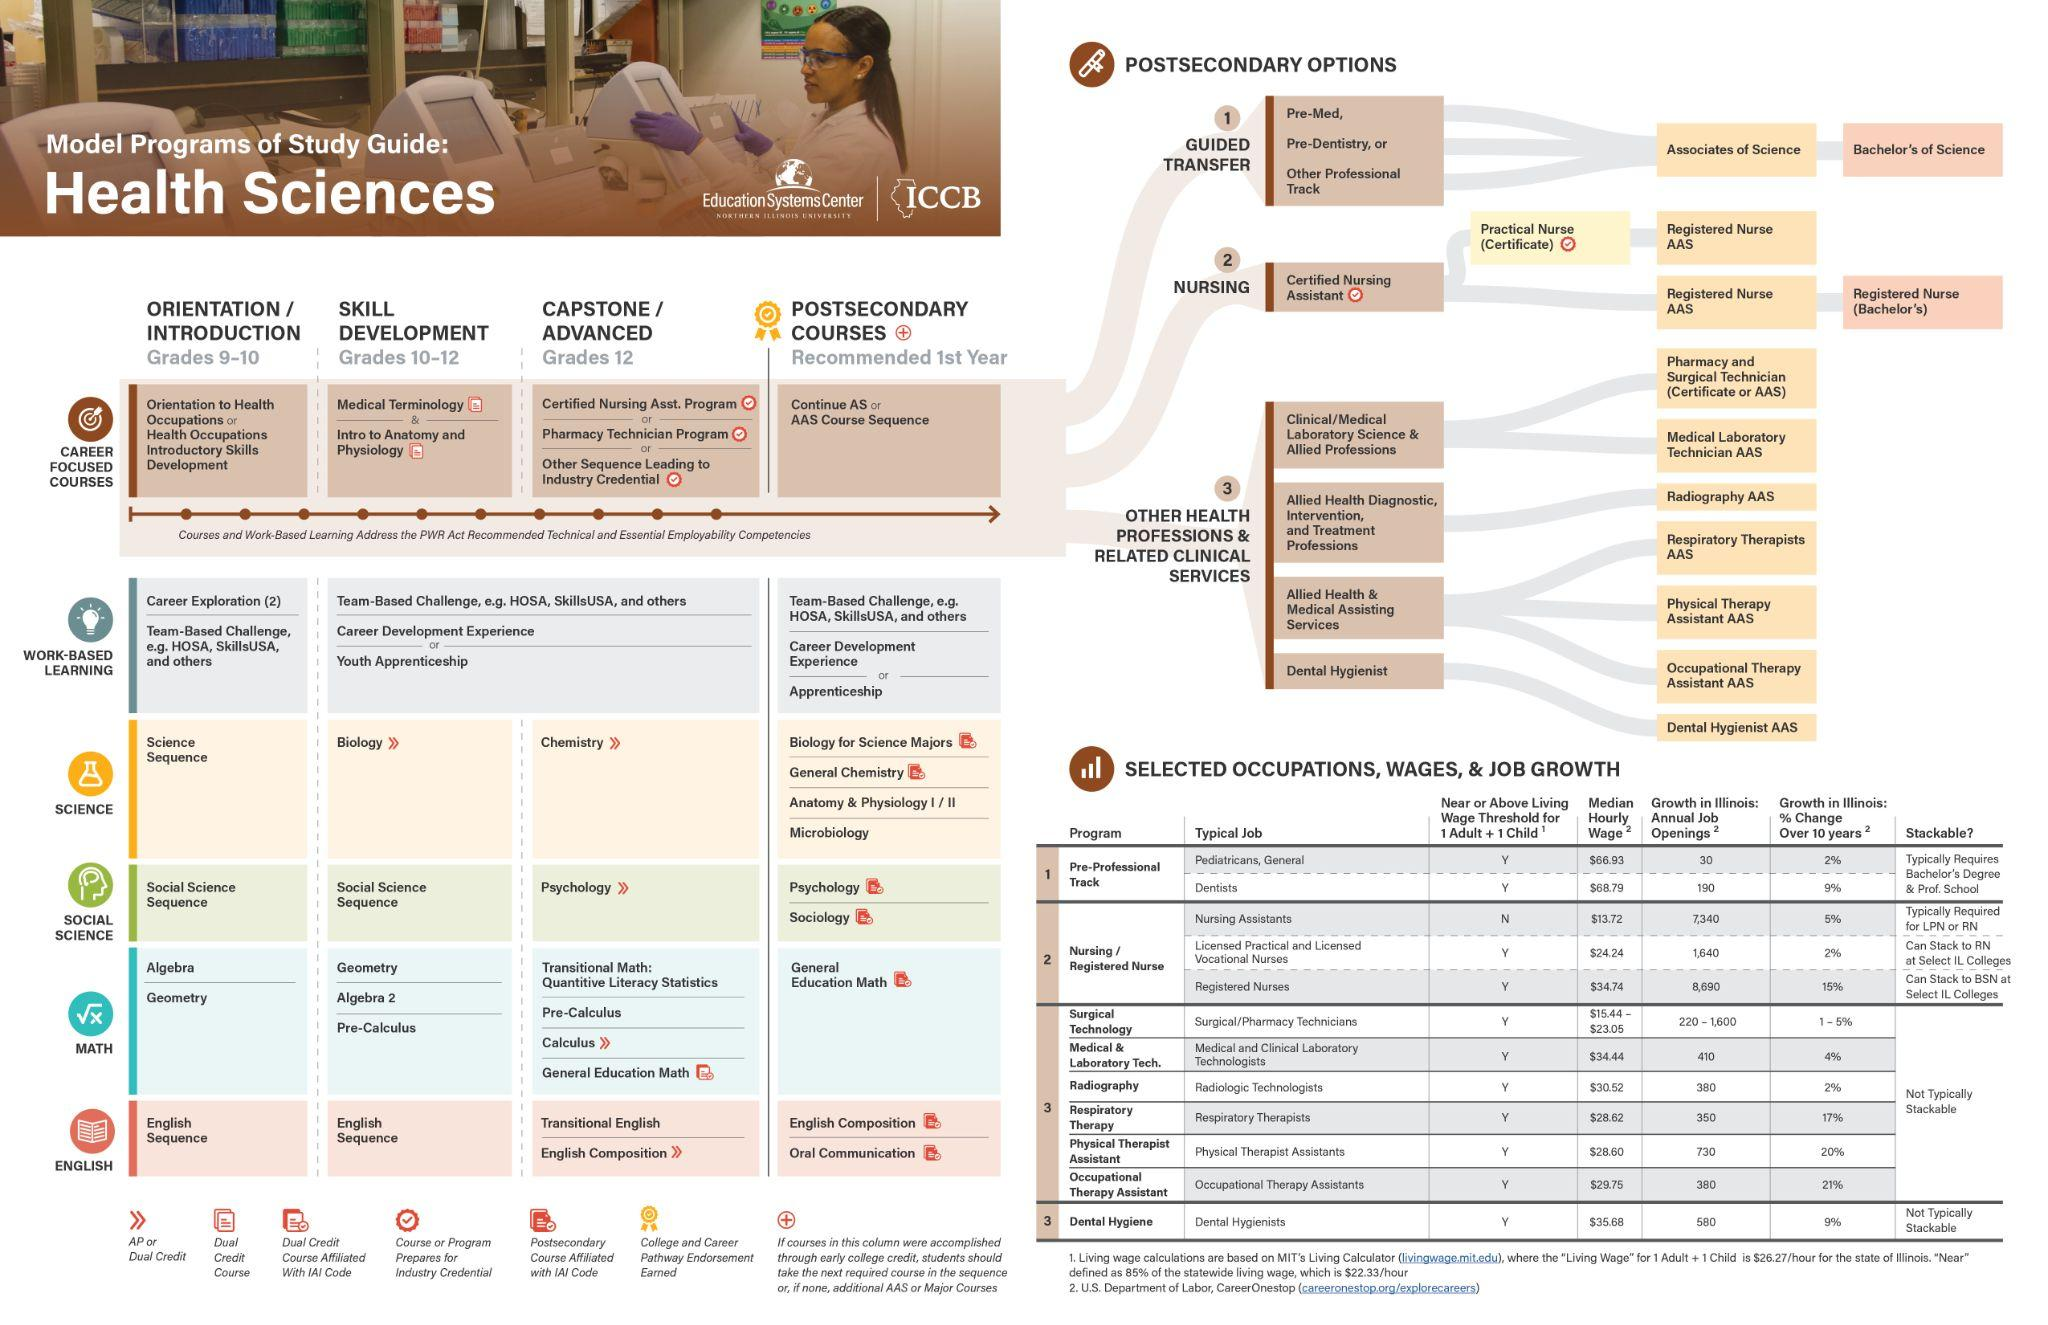 Model Programs of Study Guide:
Health Sciences
Education Systems Center
NORTHERN ILLINOIS UNIVERSITY
ICCB
ORIENTATION /
INTRODUCTION
Grades 9-10
SKILL
DEVELOPMENT
Grades 10-12
CAPSTONE /
ADVANCED
Grades 12
POSTSECONDARY
COURSES
Recommended 1st Year
CAREER
FOCUSED
COURSES
Orientation to Health
Occupations or
Health Occupations
Introductory Skills
Development
Medical Terminology
&
Intro to Anatomy and
Physiology
Certified Nursing Asst. Program
or
Pharmacy Technician Program
or
Other Sequence Leading to
Industry Credential
Continue AS or
AAS Course Sequence
Courses and Work-Based Learning Address the PWR Act Recommended Technical and Essential Employability Competencies
WORK-BASED
LEARNING
Career Exploration (2)
Team-Based Challenge,
e.g. HOSA, SkillsUSA,
and others
Team-Based Challenge, e.g. HOSA, SkillsUSA, and others
Career Development Experience
or
Youth Apprenticeship
Team-Based Challenge, e.g.
HOSA, SkillsUSA, and others
Career Development
Experience
or
Apprenticeship
SCIENCE
Science
Sequence
Biology
Chemistry
Biology for Science Majors
General Chemistry
Anatomy & Physiology I / II
Microbiology
SOCIAL
SCIENCE
Social Science
Sequence
Social Science
Sequence
Psychology
Psychology
Sociology
MATH
Algebra
Geometry
Geometry
Algebra 2
Pre-Calculus
Transitional Math:
Quantitive Literacy Statistics
Pre-Calculus
Calculus
General Education Math
General
Education Math
ENGLISH
English
Sequence
English
Sequence
Transitional English
English Composition
English Composition
Oral Communication
AP or
Dual Credit
Dual
Credit
Course
Dual Credit
Course Affiliated
With IAI Code
Course or Program
Prepares for
Industry Credential
Postsecondary
Course Affiliated
with IAI Code
College and Career
Pathway Endorsement
Earned
If courses in this column were accomplished
through early college credit, students should
take the next required course in the sequence
or, if none, additional AAS or Major Courses
POSTSECONDARY OPTIONS
1
GUIDED
TRANSFER
Pre-Med,
Pre-Dentistry, or
Other Professional
Track
Associates of Science
Bachelor's of Science
2
NURSING
Certified Nursing
Assistant
Practical Nurse
(Certificate)
Registered Nurse
AAS
Registered Nurse
AAS
Registered Nurse
(Bachelor's)
3
OTHER HEALTH
PROFESSIONS &
RELATED CLINICAL
SERVICES
Clinical/Medical
Laboratory Science &
Allied Professions
Allied Health Diagnostic,
Intervention,
and Treatment
Professions
Allied Health &
Medical Assisting
Services
Dental Hygienist
Pharmacy and
Surgical Technician
(Certificate or AAS)
Medical Laboratory
Technician AAS
Radiography AAS
Respiratory Therapists
AAS
Physical Therapy
Assistant AAS
Occupational Therapy
Assistant AAS
Dental Hygienist AAS
SELECTED OCCUPATIONS, WAGES, & JOB GROWTH
Program
Typical Job
Near or Above Living
Wage Threshold for
1 Adult + 1 Child 1
Median
Hourly
Wage 2
Growth in Illinois:
Annual Job
Openings 2
Growth in Illinois:
% Change
Over 10 years 2
Stackable?
1
Pre-Professional
Track
Pediatricans, General Y $66.93 30 2%
Dentists Y $68.79 190 9%
Typically Requires
Bachelor's Degree
& Prof. School
2
Nursing /
Registered Nurse
Nursing Assistants N $13.72 7,340 5%
Typically Required
for LPN or RN
Licensed Practical and Licensed
Vocational Nurses Y $24.24 1,640 2%
Can Stack to RN
at Select IL Colleges
Registered Nurses Y $34.74 8,690 15%
Can Stack to BSN at
Select IL Colleges
3
Surgical
Technology
Surgical/Pharmacy Technicians Y
$15.44 –
$23.05
220 – 1,600 1 – 5%
Medical &
Laboratory Tech.
Medical and Clinical Laboratory
Technologists Y $34.44 410 4%
Radiography Radiologic Technologists Y $30.52 380 2%
Respiratory
Therapy
Respiratory Therapists Y $28.62 350 17%
Physical Therapist
Assistant
Physical Therapist Assistants Y $28.60 730 20%
Occupational
Therapy Assistant
Occupational Therapy Assistants Y $29.75 380 21%
Not Typically
Stackable
3 Dental Hygiene Dental Hygienists Y $35.68 580 9%
Not Typically
Stackable
1. Living wage calculations are based on MIT's Living Calculator (livingwage.mit.edu), where the "Living Wage" for 1 Adult + 1 Child is $26.27/hour for the state of Illinois. "Near"
defined as 85% of the statewide living wage, which is $22.33/hour
2. U.S. Department of Labor, CareerOnestop (careeronestop.org/explorecareers)